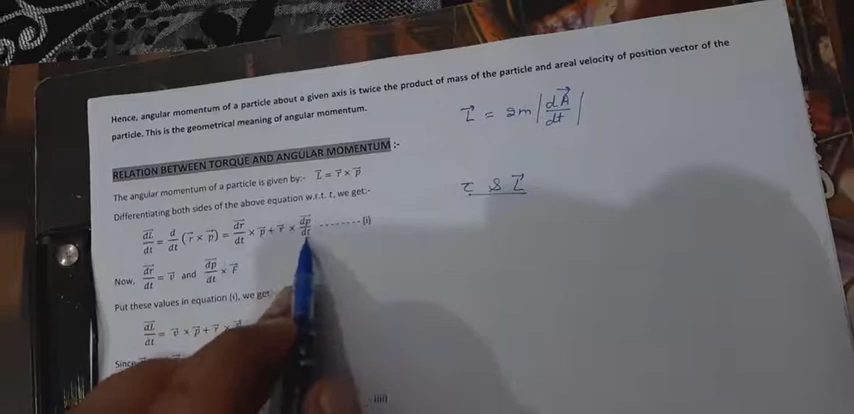 Hence, angular momentum of a particle about a given axis is twice the product of mass of the particle and areal velocity of position vector of the
particle. This is the geometrical meaning of angular momentum.
L⃗ = 2m |dA⃗/dt|
RELATION BETWEEN TORQUE AND ANGULAR MOMENTUM :-
The angular momentum of a particle is given by:- L⃗ = r⃗ × p⃗
τ & L⃗
Differentiating both sides of the above equation w.r.t. t, we get:-
dL⃗/dt = d/dt (r⃗ × p⃗) = dr⃗/dt × p⃗ + r⃗ × dp⃗/dt --------(i)
Now, dr⃗/dt = v⃗ and dp⃗/dt × F⃗
Put these values in equation (i), we get
dL⃗/dt = v⃗ × p⃗ + r⃗ ×
Since